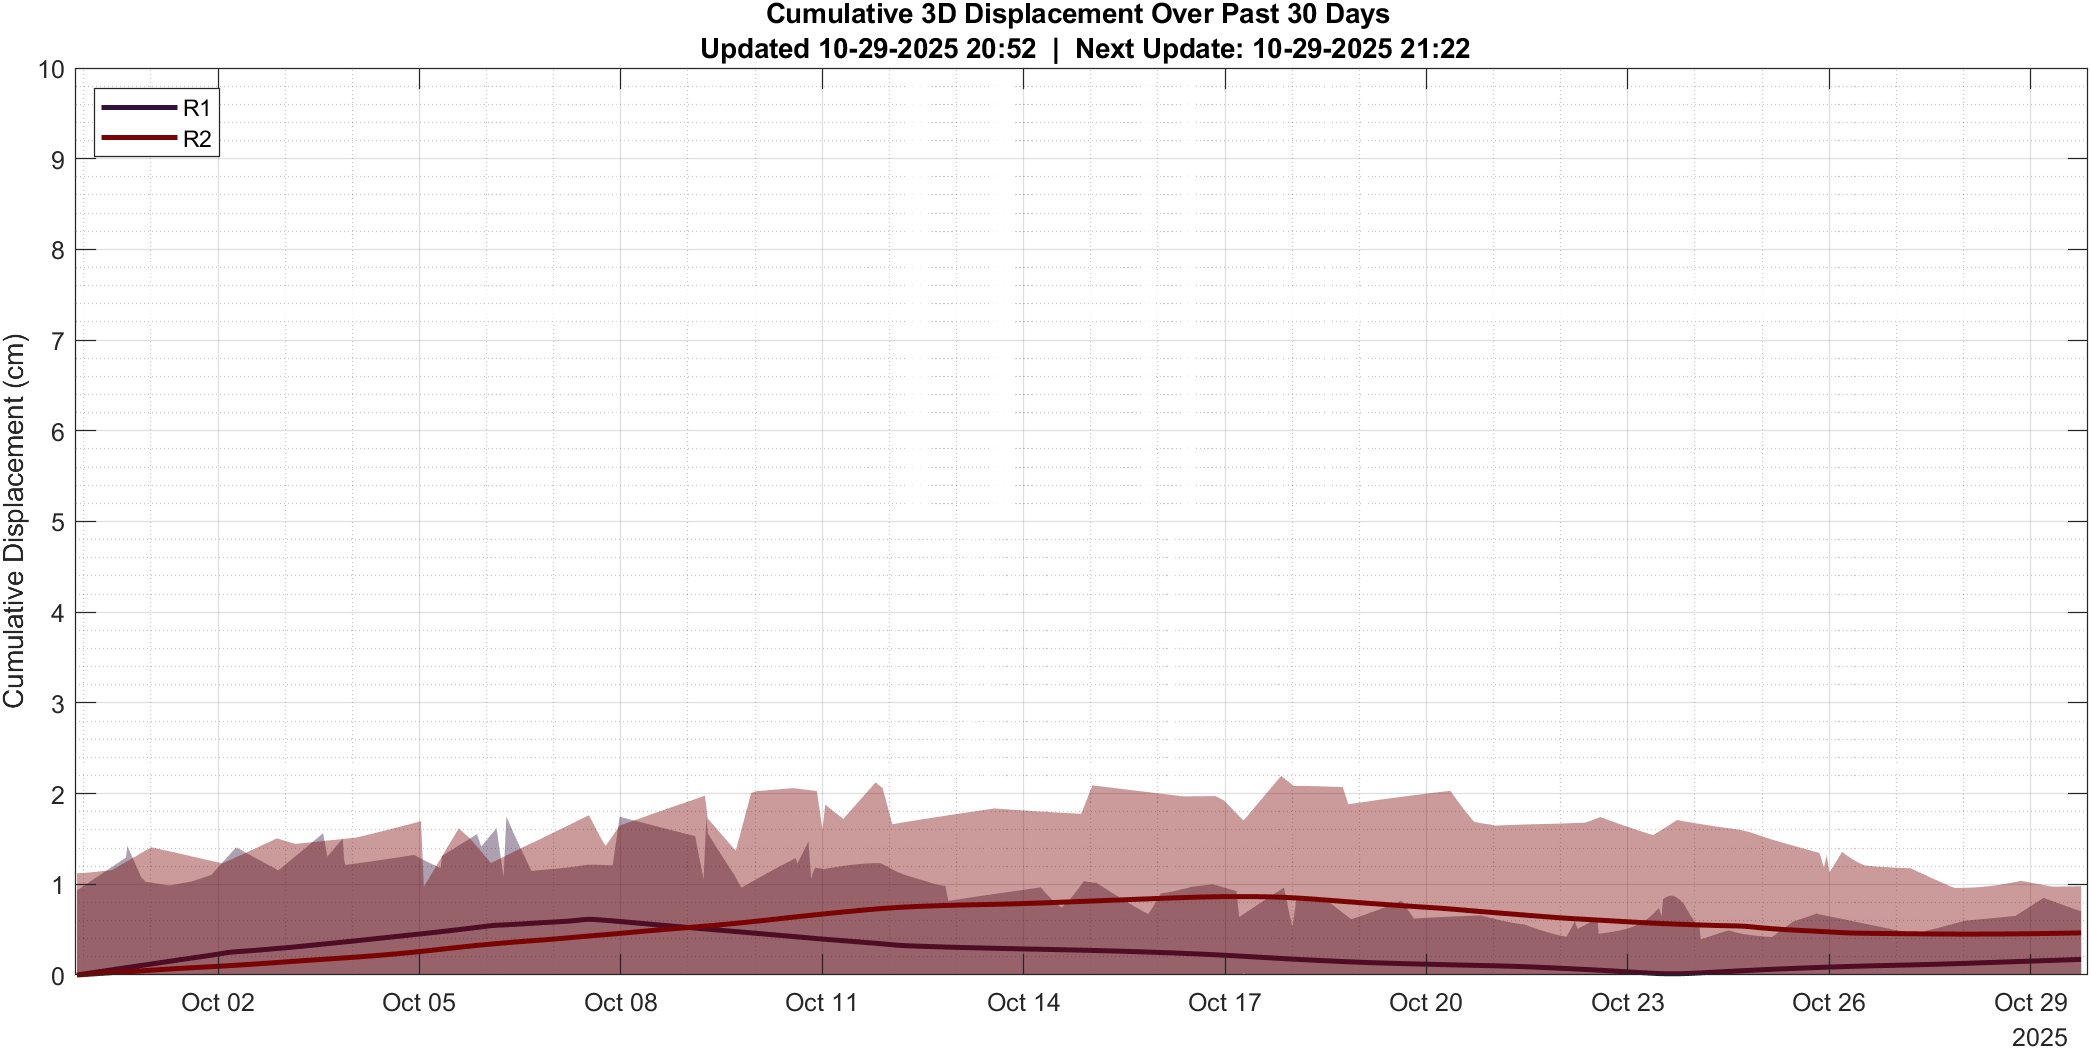 Cumulative 3D Displacement Over Past 30 Days
Updated 10-29-2025 20:52 | Next Update: 10-29-2025 21:22
R1
R2
Cumulative Displacement (cm)
10
9
8
7
6
5
4
3
2
1
0
Oct 02 Oct 05 Oct 08 Oct 11 Oct 14 Oct 17 Oct 20 Oct 23 Oct 26 Oct 29
2025